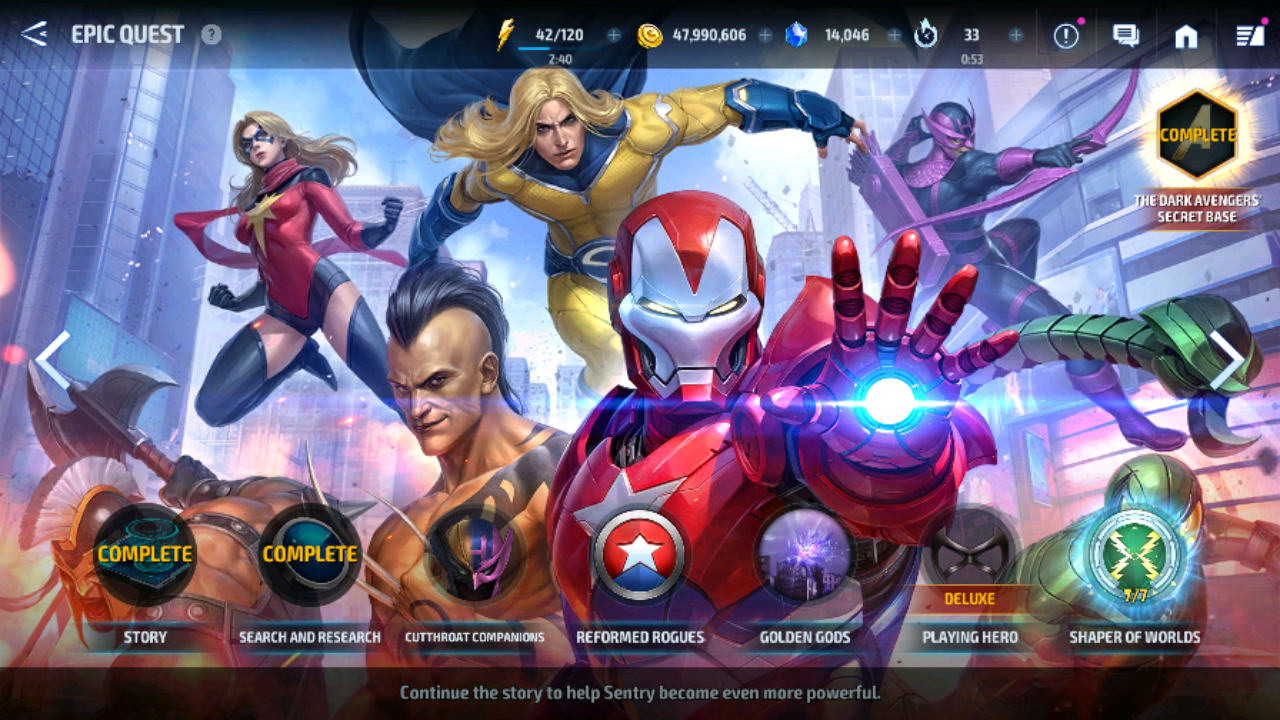 EPIC QUEST ?
42/120
2:40
47,990,606
14,046
33
0:53
COMPLETE
THE DARK AVENGERS'
SECRET BASE
COMPLETE
COMPLETE
DELUXE
7/7
STORY
SEARCH AND RESEARCH
CUTTHROAT COMPANIONS
REFORMED ROGUES
GOLDEN GODS
PLAYING HERO
SHAPER OF WORLDS
Continue the story to help Sentry become even more powerful.